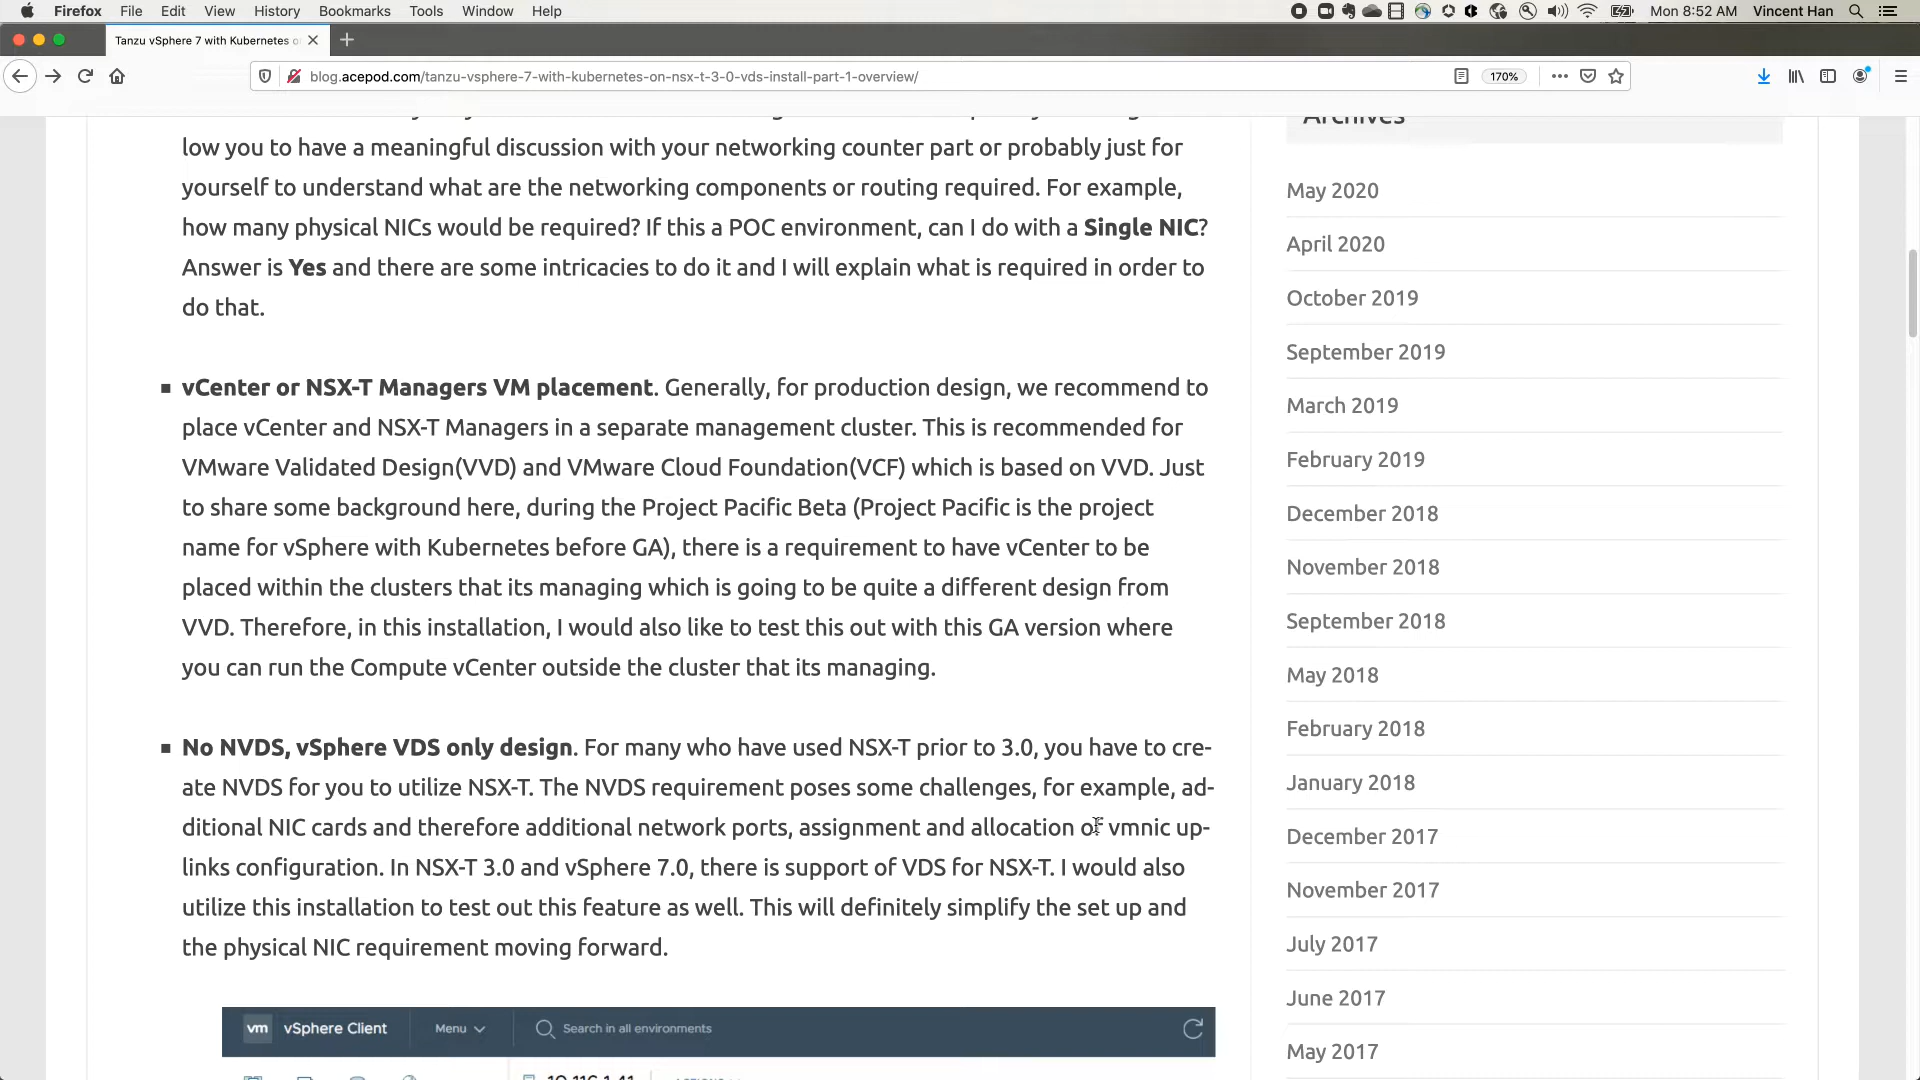 Firefox File Edit View History Bookmarks Tools Window Help Mon 8:52 AM Vincent Han
Tanzu vSphere 7 with Kubernetes o
blog.acepod.com/tanzu-vsphere-7-with-kubernetes-on-nsx-t-3-0-vds-install-part-1-overview/ 170%
low you to have a meaningful discussion with your networking counter part or probably just for
yourself to understand what are the networking components or routing required. For example,
how many physical NICs would be required? If this a POC environment, can I do with a Single NIC?
Answer is Yes and there are some intricacies to do it and I will explain what is required in order to
do that.
▪ vCenter or NSX-T Managers VM placement. Generally, for production design, we recommend to
place vCenter and NSX-T Managers in a separate management cluster. This is recommended for
VMware Validated Design(VVD) and VMware Cloud Foundation(VCF) which is based on VVD. Just
to share some background here, during the Project Pacific Beta (Project Pacific is the project
name for vSphere with Kubernetes before GA), there is a requirement to have vCenter to be
placed within the clusters that its managing which is going to be quite a different design from
VVD. Therefore, in this installation, I would also like to test this out with this GA version where
you can run the Compute vCenter outside the cluster that its managing.
▪ No NVDS, vSphere VDS only design. For many who have used NSX-T prior to 3.0, you have to cre-
ate NVDS for you to utilize NSX-T. The NVDS requirement poses some challenges, for example, ad-
ditional NIC cards and therefore additional network ports, assignment and allocation of vmnic up-
links configuration. In NSX-T 3.0 and vSphere 7.0, there is support of VDS for NSX-T. I would also
utilize this installation to test out this feature as well. This will definitely simplify the set up and
the physical NIC requirement moving forward.
vm vSphere Client Menu Search in all environments
Archives
May 2020
April 2020
October 2019
September 2019
March 2019
February 2019
December 2018
November 2018
September 2018
May 2018
February 2018
January 2018
December 2017
November 2017
July 2017
June 2017
May 2017